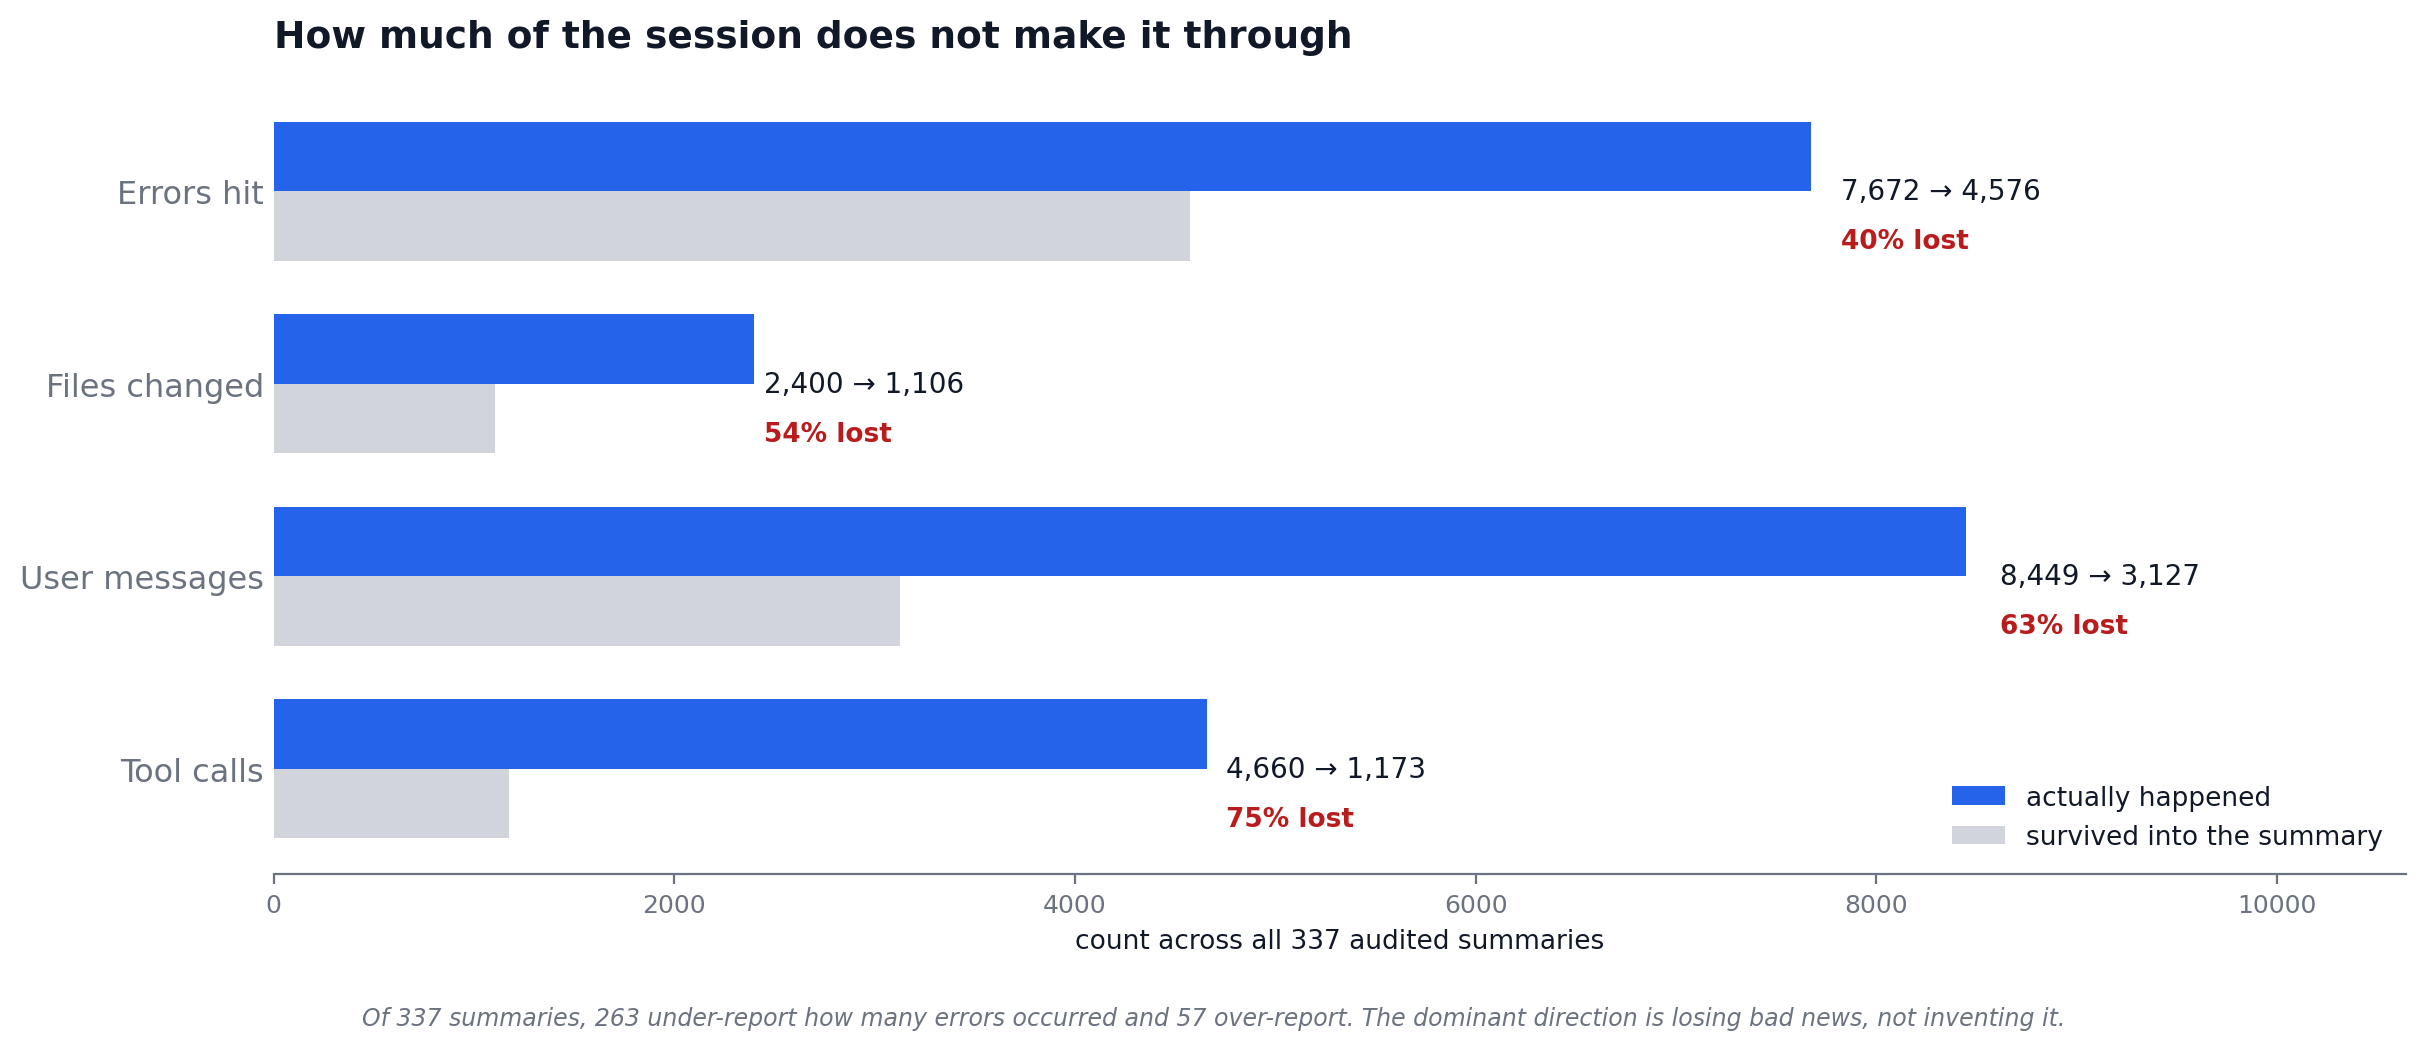 How much of the session does not make it through
Errors hit
7,672 → 4,576
40% lost
Files changed
2,400 → 1,106
54% lost
User messages
8,449 → 3,127
63% lost
Tool calls
4,660 → 1,173
75% lost
actually happened
survived into the summary
0 2000 4000 6000 8000 10000
count across all 337 audited summaries
Of 337 summaries, 263 under-report how many errors occurred and 57 over-report. The dominant direction is losing bad news, not inventing it.